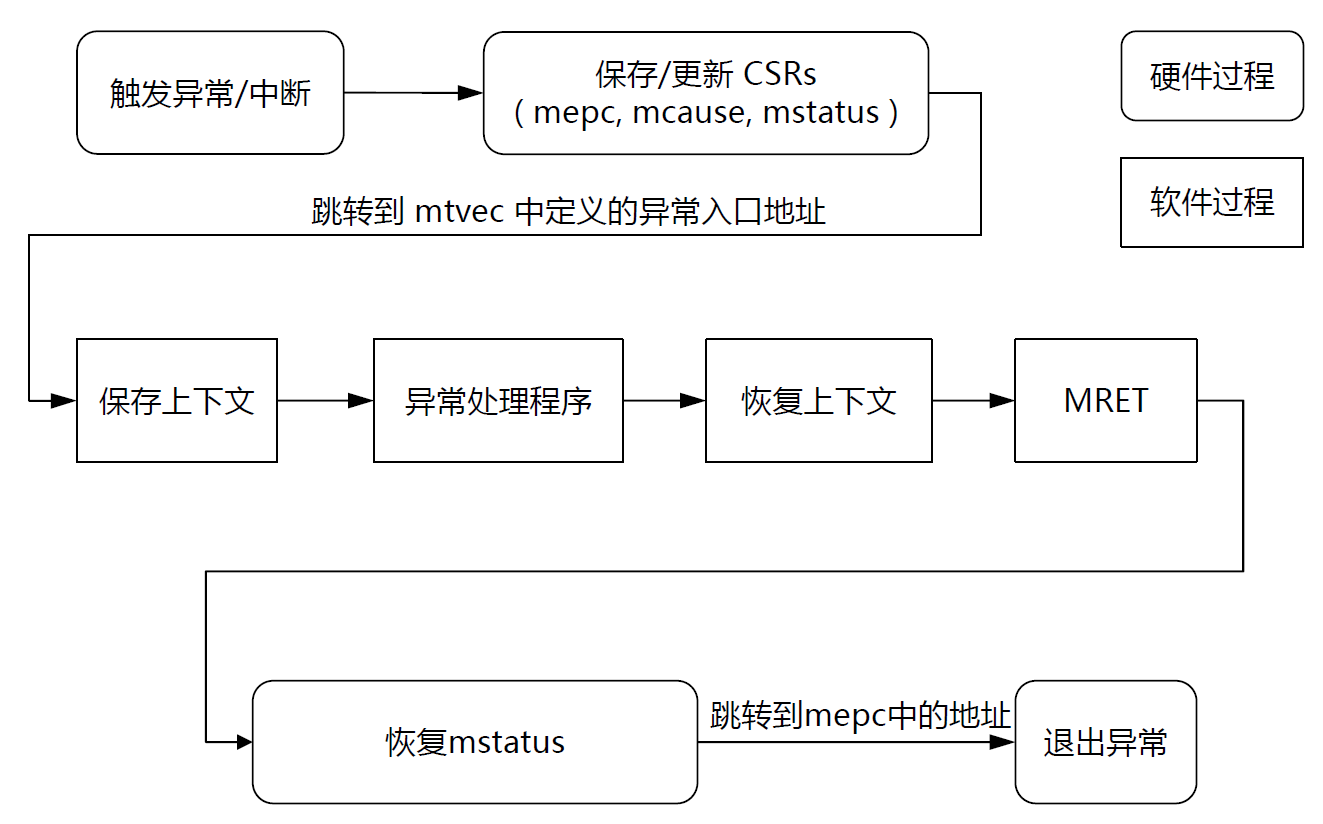 触发异常/中断
保存/更新 CSRs
( mepc, mcause, mstatus )
硬件过程
软件过程
跳转到 mtvec 中定义的异常入口地址
保存上下文
异常处理程序
恢复上下文
MRET
恢复mstatus
跳转到mepc中的地址
退出异常